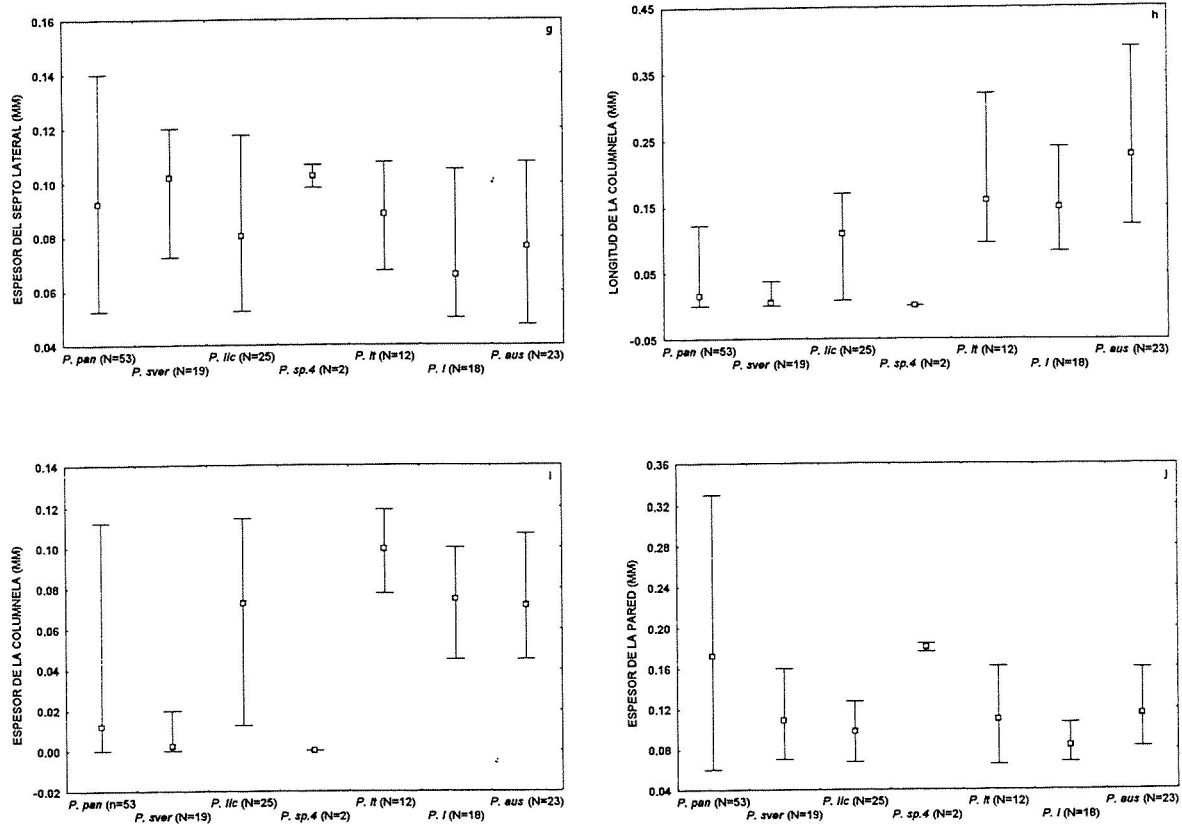 g
ESPESOR DEL SEPTO LATERAL (MM)
0.16
0.14
0.12
0.10
0.08
0.06
0.04
P. pan (N=53)
P. sver (N=19)
P. lic (N=25)
P. sp.4 (N=2)
P. lt (N=12)
P. l (N=18)
P. aus (N=23)
h
LONGITUD DE LA COLUMNELA (MM)
0.45
0.35
0.25
0.15
0.05
-0.05
P. pan (N=53)
P. sver (N=19)
P. lic (N=25)
P. sp.4 (N=2)
P. lt (N=12)
P. l (N=18)
P. aus (N=23)
i
ESPESOR DE LA COLUMNELA (MM)
0.14
0.12
0.10
0.08
0.06
0.04
0.02
0.00
-0.02
P. pan (n=53
P. sver (N=19)
P. lic (N=25)
P. sp.4 (N=2)
P. lt (N=12)
P. l (N=18)
P. aus (N=23)
j
ESPESOR DE LA PARED (MM)
0.36
0.32
0.28
0.24
0.20
0.16
0.12
0.08
0.04
P. pan (N=53)
P. sver (N=19)
P. lic (N=25)
P. sp.4 (N=2)
P. lt (N=12)
P. l (N=18)
P. aus (N=23)